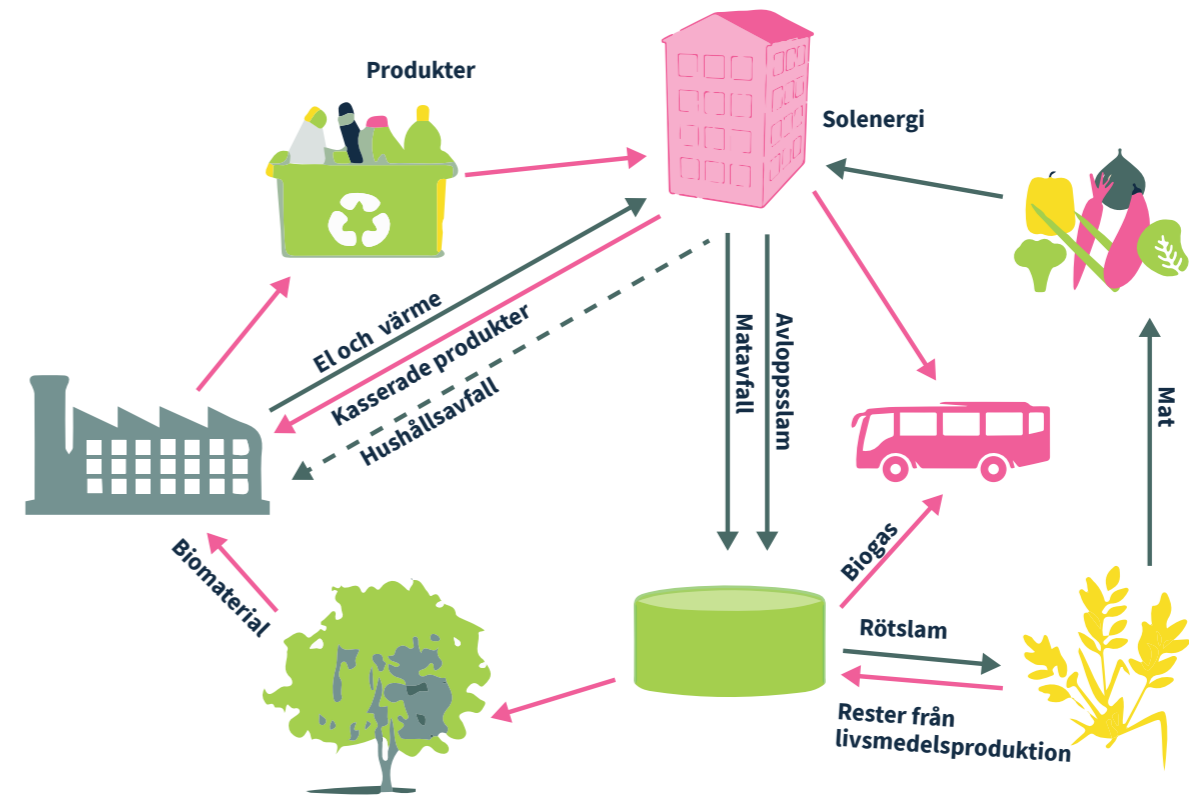 Produkter
Solenergi
El och värme
Kasserade produkter
Hushållsavfall
Matavfall
Avloppsslam
Mat
Biogas
Biomaterial
Rötslam
Rester från
livsmedelsproduktion